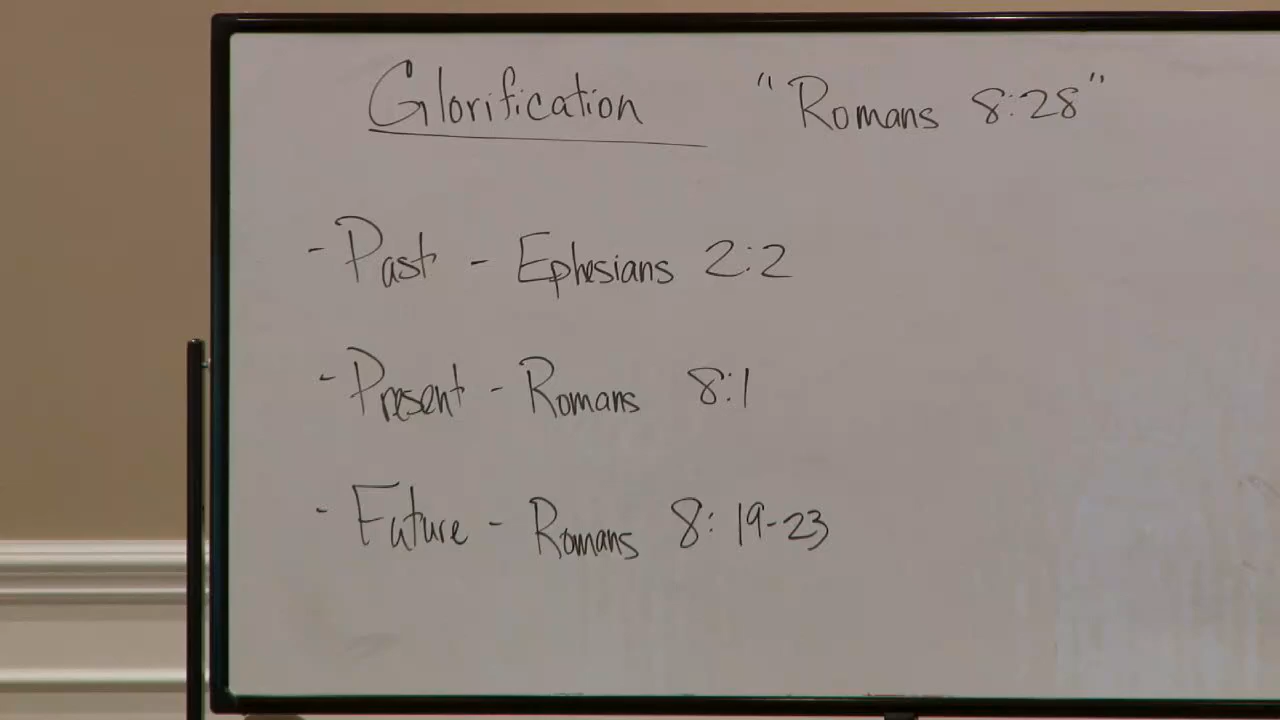 Glorification "Romans 8:28"
- Past - Ephesians 2:2
- Present - Romans 8:1
- Future - Romans 8: 19-23